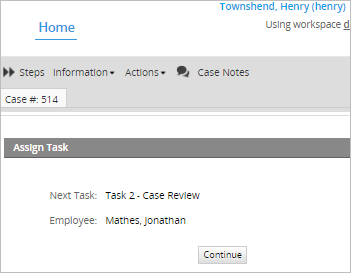 Townshend, Henry (henry)
Home
Using workspace d
Steps Information Actions Case Notes
Case #: 514
Assign Task
Next Task: Task 2 - Case Review
Employee: Mathes, Jonathan
Continue